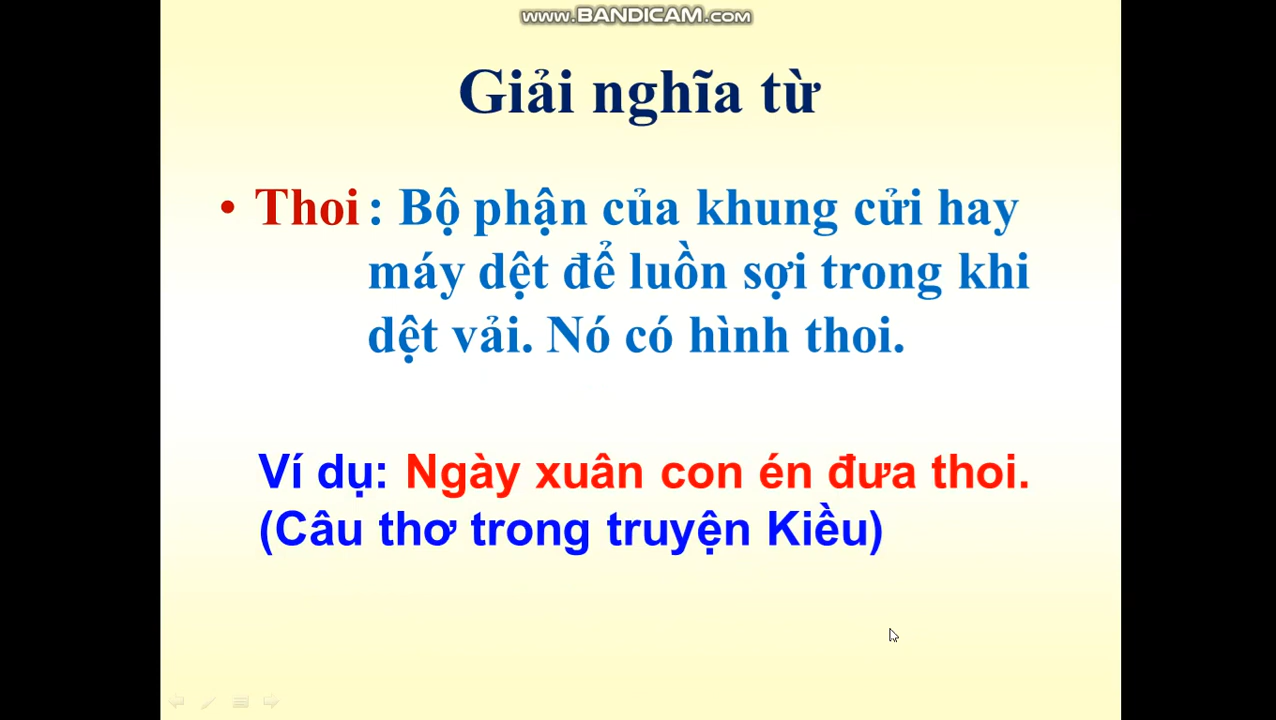 www.BANDICAM.com
Giải nghĩa từ
• Thoi : Bộ phận của khung cửi hay
máy dệt để luồn sợi trong khi
dệt vải. Nó có hình thoi.
Ví dụ: Ngày xuân con én đưa thoi.
(Câu thơ trong truyện Kiều)